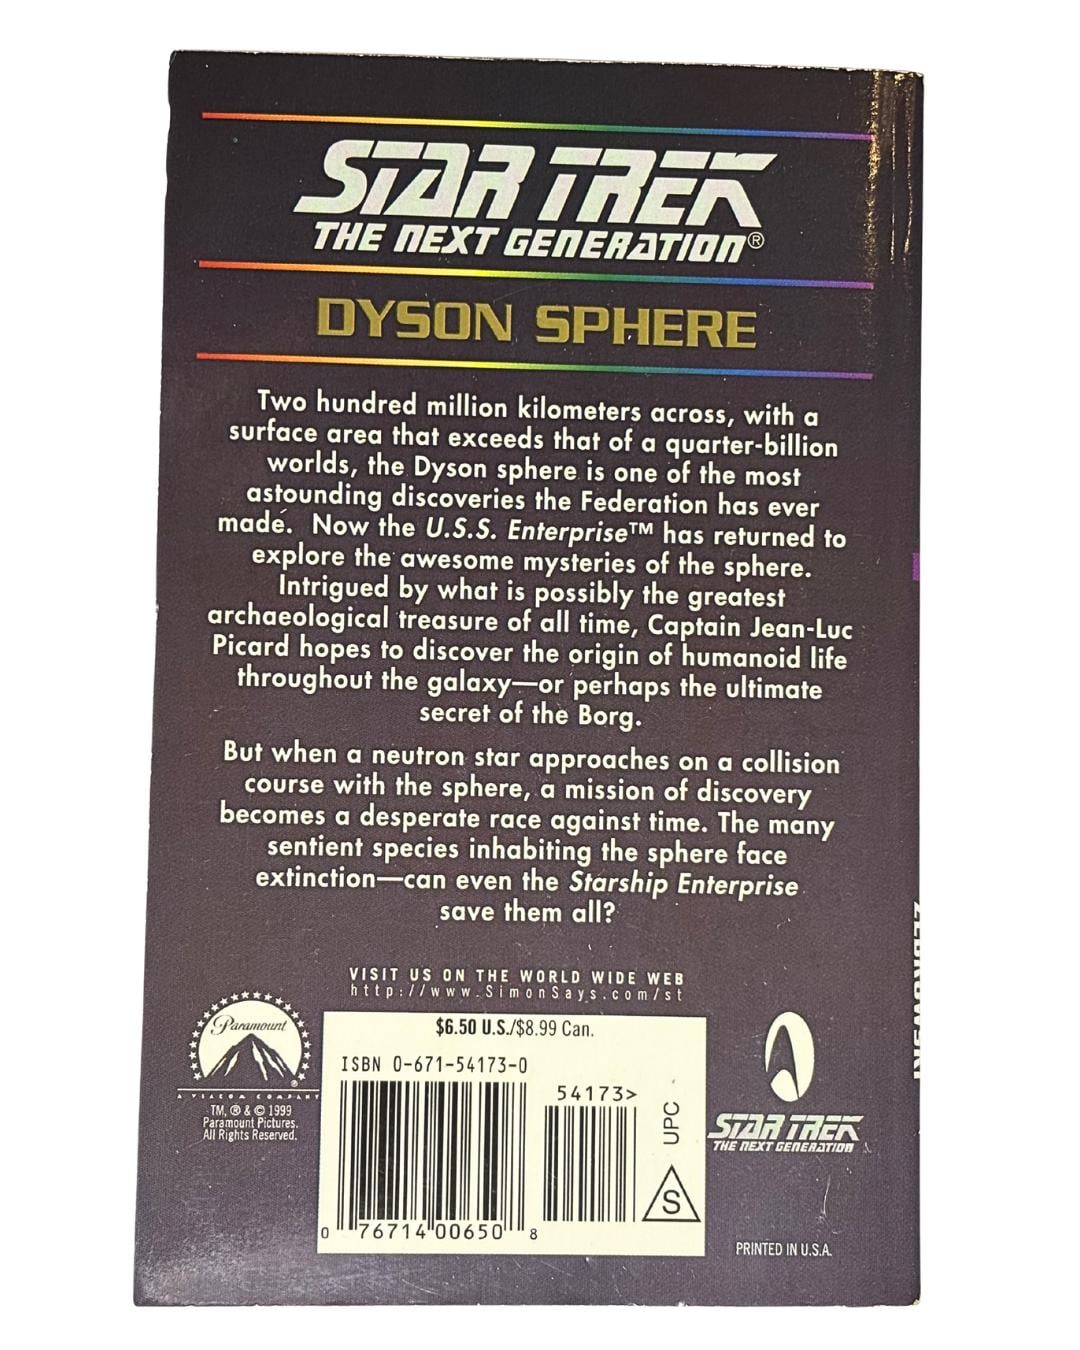 STAR TREK
THE NEXT GENERATION®
DYSON SPHERE
Two hundred million kilometers across, with a
surface area that exceeds that of a quarter-billion
worlds, the Dyson sphere is one of the most
astounding discoveries the Federation has ever
made. Now the U.S.S. Enterprise™ has returned to
explore the awesome mysteries of the sphere.
Intrigued by what is possibly the greatest
archaeological treasure of all time, Captain Jean-Luc
Picard hopes to discover the origin of humanoid life
throughout the galaxy—or perhaps the ultimate
secret of the Borg.
But when a neutron star approaches on a collision
course with the sphere, a mission of discovery
becomes a desperate race against time. The many
sentient species inhabiting the sphere face
extinction—can even the Starship Enterprise
save them all?
VISIT US ON THE WORLD WIDE WEB
http://www.SimonSays.com/st
Paramount
®
A VIACOM COMPANY
TM, ® & © 1999
Paramount Pictures.
All Rights Reserved.
$6.50 U.S./$8.99 Can.
ISBN 0-671-54173-0
54173>
0 76714 00650 8
UPC
S
STAR TREK
THE NEXT GENERATION
PRINTED IN U.S.A.